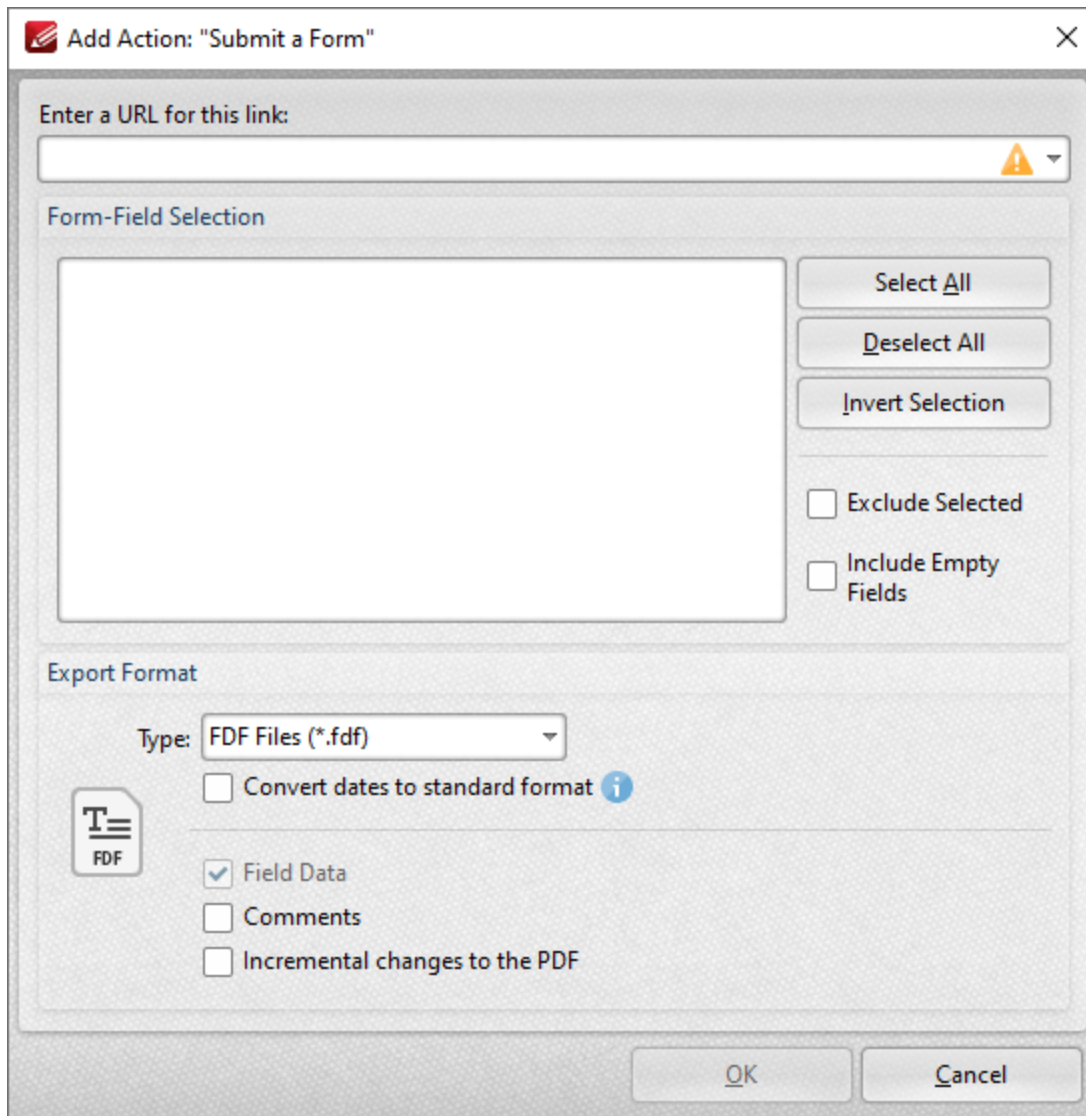 Add Action: "Submit a Form"
Enter a URL for this link:
Form-Field Selection
Select All
Deselect All
Invert Selection
Exclude Selected
Include Empty
Fields
Export Format
Type: FDF Files (*.fdf)
Convert dates to standard format
i
T
FDF
Field Data
Comments
Incremental changes to the PDF
OK
Cancel